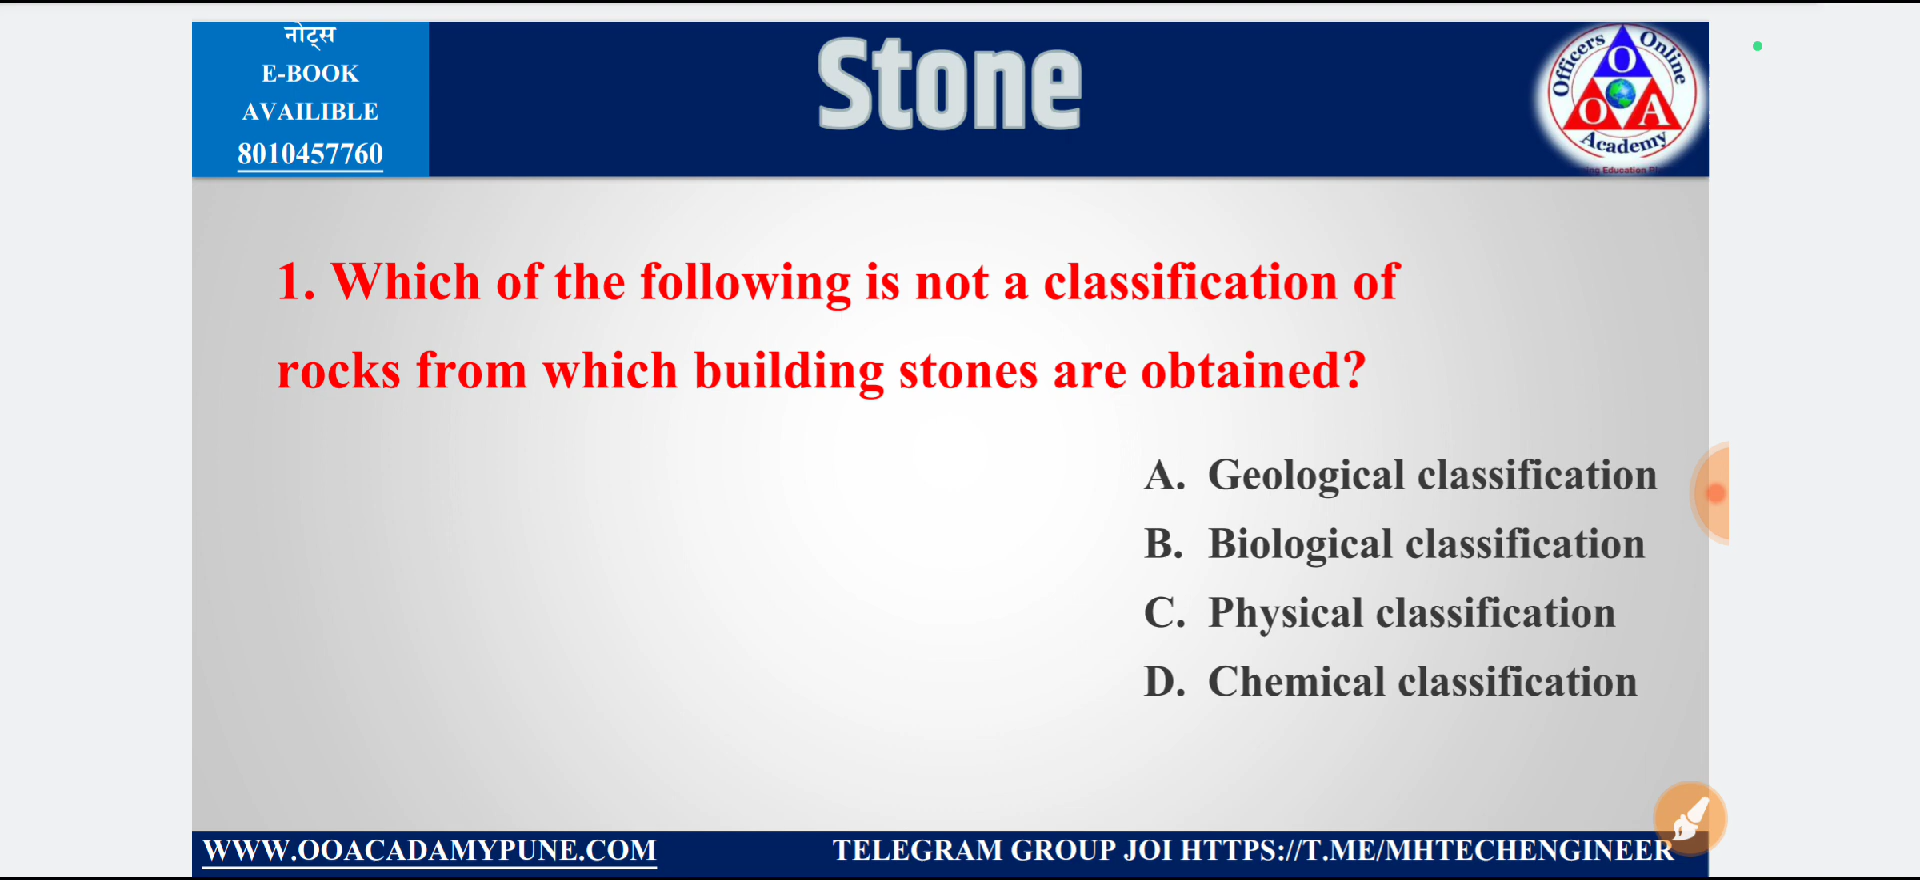 नोट्स
E-BOOK
AVAILIBLE
8010457760
Stone
Officers Online
O
O A
Academy
Education
1. Which of the following is not a classification of
rocks from which building stones are obtained?
A. Geological classification
B. Biological classification
C. Physical classification
D. Chemical classification
WWW.OOACADAMYPUNE.COM
TELEGRAM GROUP JOI HTTPS://T.ME/MHTECHENGINEER